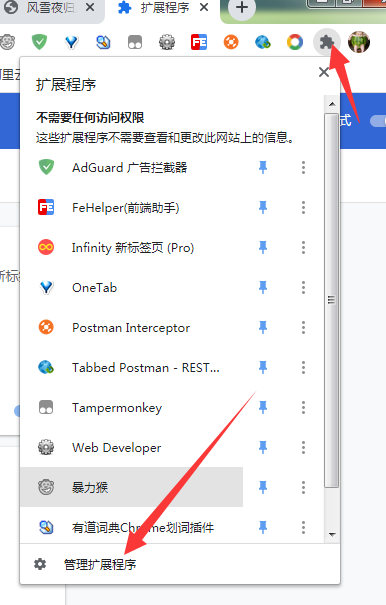 风雪夜归
扩展程序
扩展程序
不需要任何访问权限
这些扩展程序不需要查看和更改此网站上的信息。
AdGuard 广告拦截器
FeHelper(前端助手)
Infinity 新标签页 (Pro)
OneTab
Postman Interceptor
Tabbed Postman - REST...
Tampermonkey
Web Developer
暴力猴
有道词典Chrome划词插件
管理扩展程序